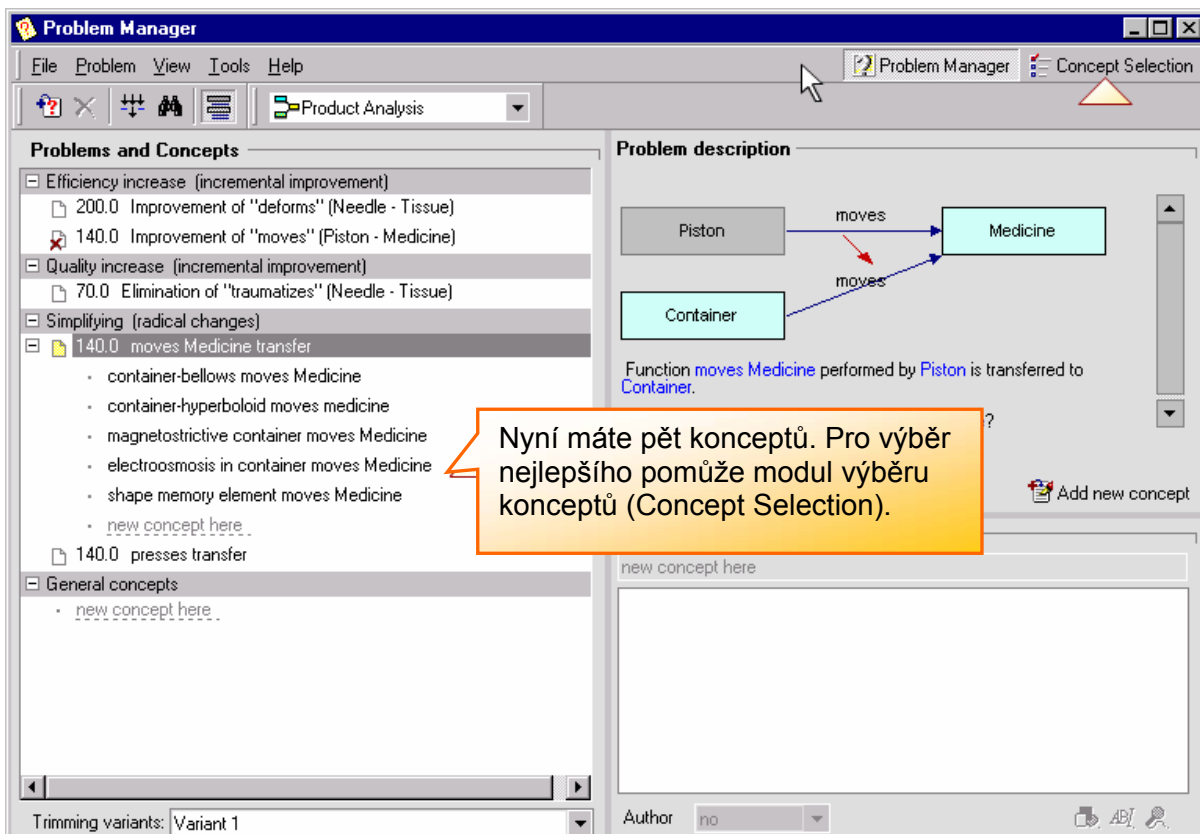 Problem Manager
File Problem View Tools Help
Problem Manager
Concept Selection
Product Analysis
Problems and Concepts
Efficiency increase (incremental improvement)
200.0 Improvement of "deforms" (Needle - Tissue)
140.0 Improvement of "moves" (Piston - Medicine)
Quality increase (incremental improvement)
70.0 Elimination of "traumatizes" (Needle - Tissue)
Simplifying (radical changes)
140.0 moves Medicine transfer
container-bellows moves Medicine
container-hyperboloid moves medicine
magnetostrictive container moves Medicine
electroosmosis in container moves Medicine
shape memory element moves Medicine
new concept here
140.0 presses transfer
General concepts
new concept here
Trimming variants: Variant 1
Problem description
Piston
moves
Medicine
moves
Container
Function moves Medicine performed by Piston is transferred to
Container.
?
Nyní máte pět konceptů. Pro výběr
nejlepšího pomůže modul výběru
konceptů (Concept Selection).
Add new concept
new concept here
Author no
ABI